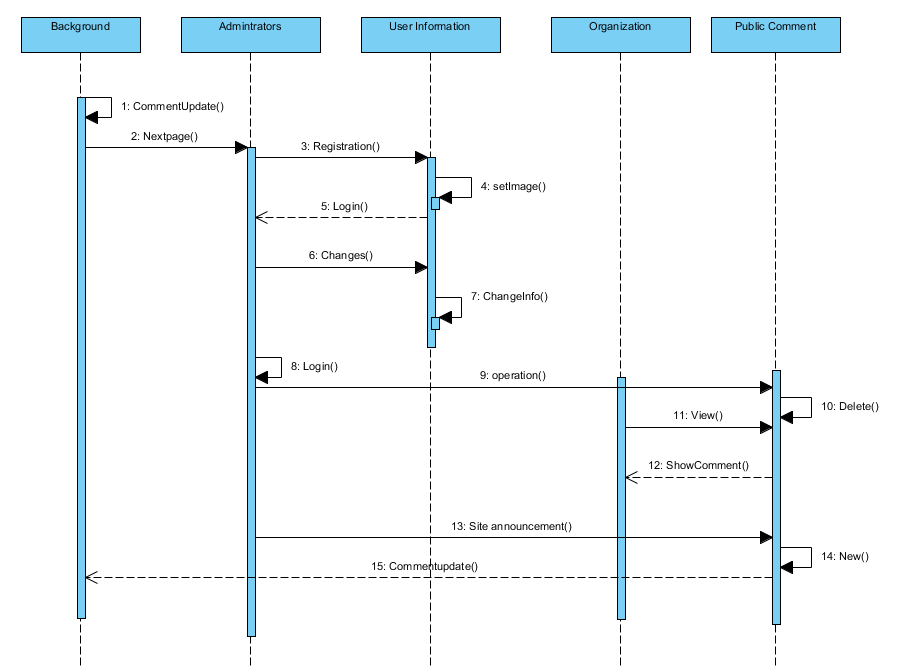 Background
Admintrators
User Information
Organization
Public Comment
1: CommentUpdate()
2: Nextpage()
3: Registration()
4: setImage()
5: Login()
6: Changes()
7: ChangeInfo()
8: Login()
9: operation()
10: Delete()
11: View()
12: ShowComment()
13: Site announcement()
14: New()
15: Commentupdate()